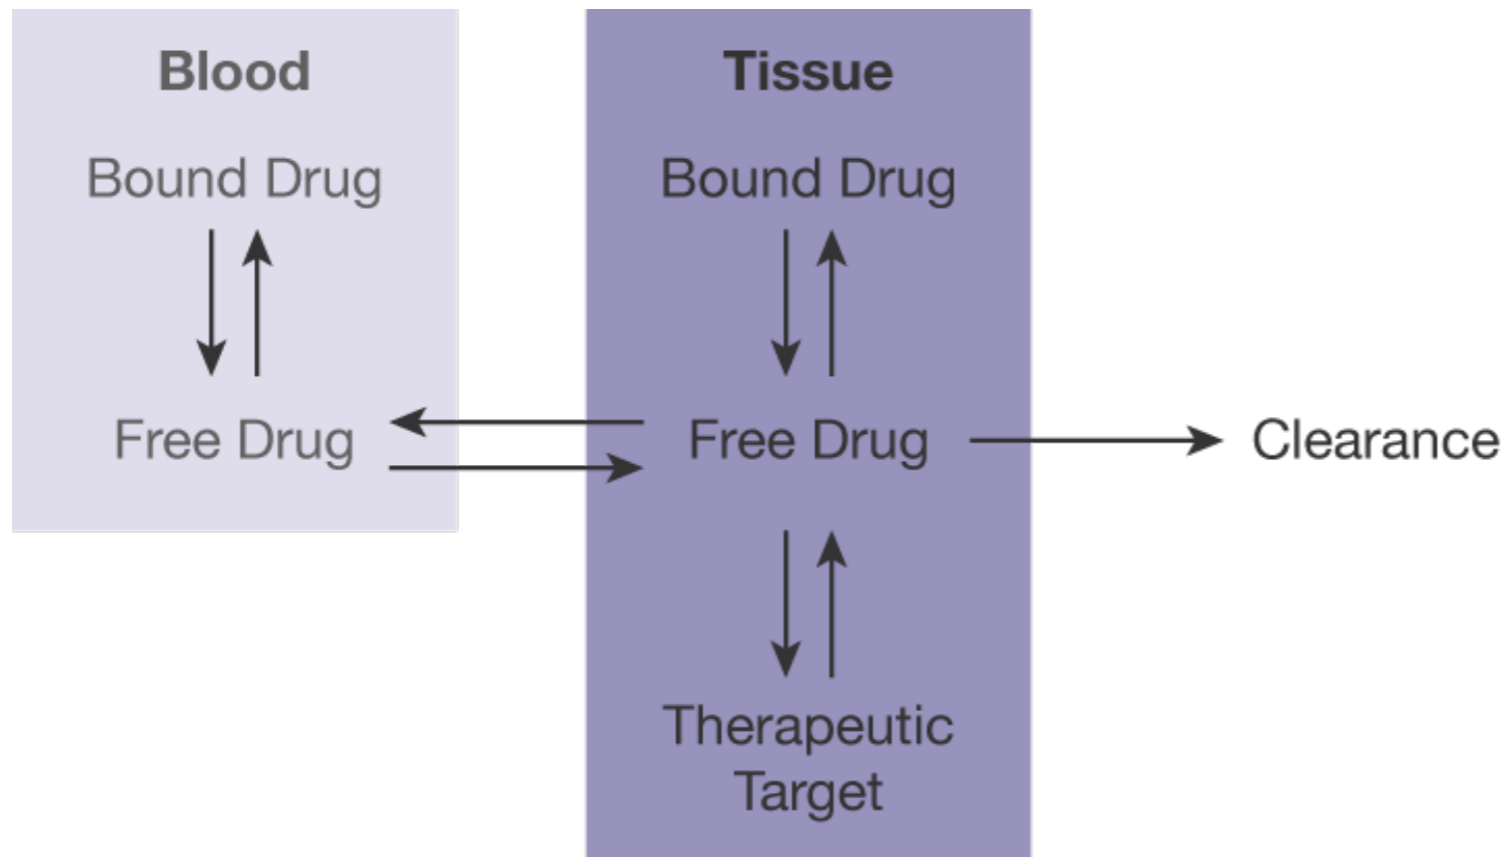 Blood
Bound Drug
Free Drug
Tissue
Bound Drug
Free Drug
Therapeutic
Target
Clearance